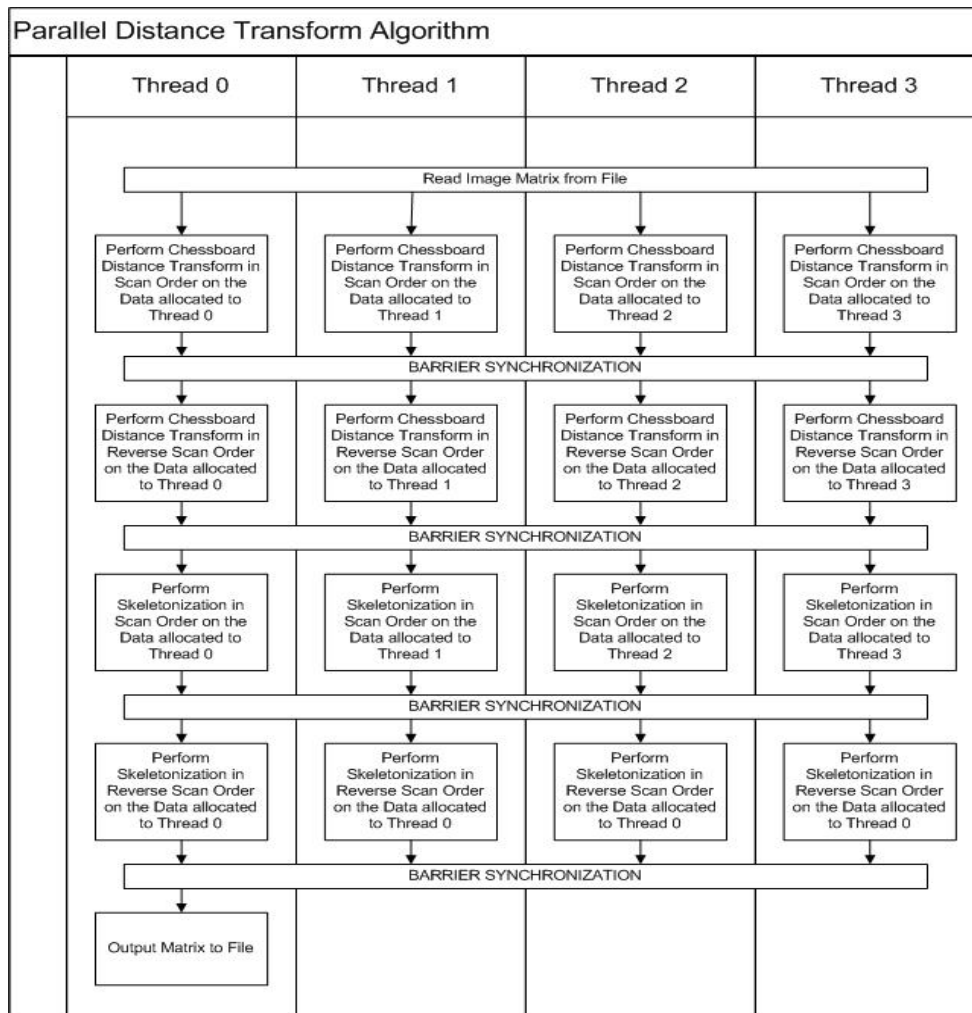 Parallel Distance Transform Algorithm
Thread 0
Thread 1
Thread 2
Thread 3
Read Image Matrix from File
Perform Chessboard
Distance Transform in
Scan Order on the
Data allocated to
Thread 0
Perform Chessboard
Distance Transform in
Scan Order on the
Data allocated to
Thread 1
Perform Chessboard
Distance Transform in
Scan Order on the
Data allocated to
Thread 2
Perform Chessboard
Distance Transform in
Scan Order on the
Data allocated to
Thread 3
BARRIER SYNCHRONIZATION
Perform Chessboard
Distance Transform in
Reverse Scan Order
on the Data allocated
to Thread 0
Perform Chessboard
Distance Transform in
Reverse Scan Order
on the Data allocated
to Thread 1
Perform Chessboard
Distance Transform in
Reverse Scan Order
on the Data allocated
to Thread 2
Perform Chessboard
Distance Transform in
Reverse Scan Order
on the Data allocated
to Thread 3
BARRIER SYNCHRONIZATION
Perform
Skeletonization in
Scan Order on the
Data allocated to
Thread 0
Perform
Skeletonization in
Scan Order on the
Data allocated to
Thread 1
Perform
Skeletonization in
Scan Order on the
Data allocated to
Thread 2
Perform
Skeletonization in
Scan Order on the
Data allocated to
Thread 3
BARRIER SYNCHRONIZATION
Perform
Skeletonization in
Reverse Scan Order
on the Data allocated
to Thread 0
Perform
Skeletonization in
Reverse Scan Order
on the Data allocated
to Thread 0
Perform
Skeletonization in
Reverse Scan Order
on the Data allocated
to Thread 0
Perform
Skeletonization in
Reverse Scan Order
on the Data allocated
to Thread 0
BARRIER SYNCHRONIZATION
Output Matrix to File